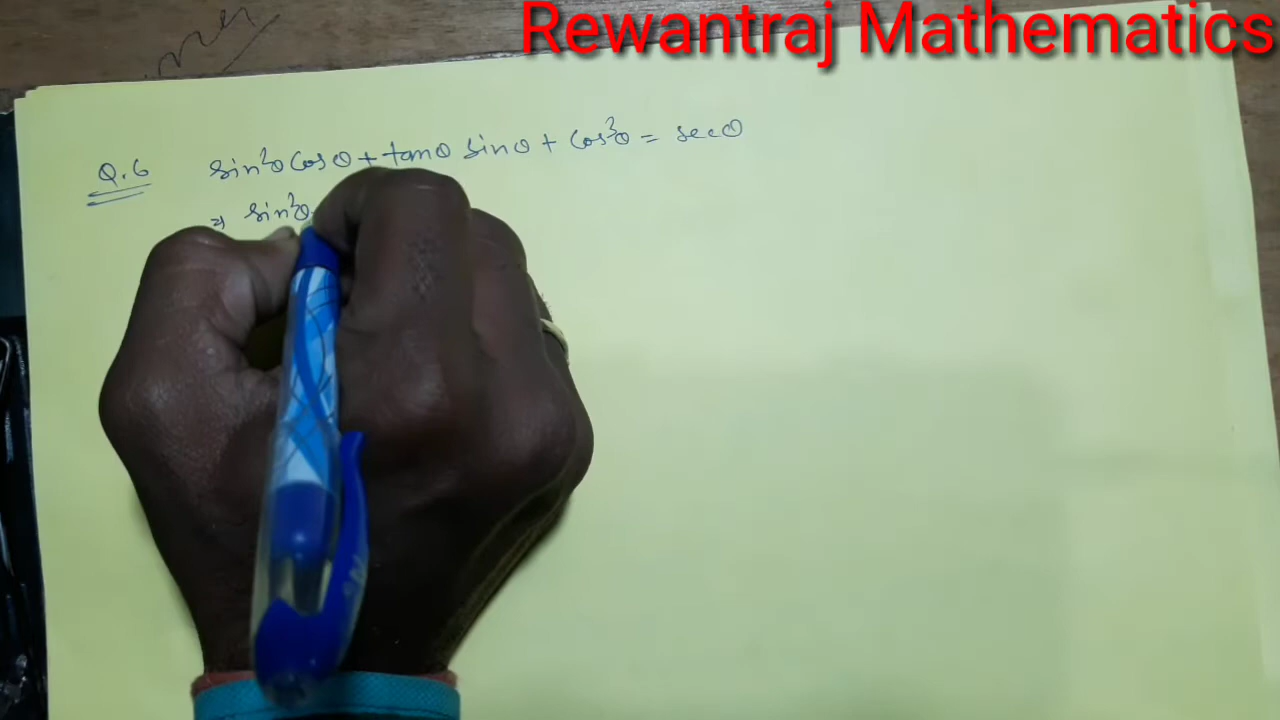 Rewantraj Mathematics
Q.6 sin²θ cosθ + tanθ sinθ + cos³θ = secθ
⇒ sin²θ